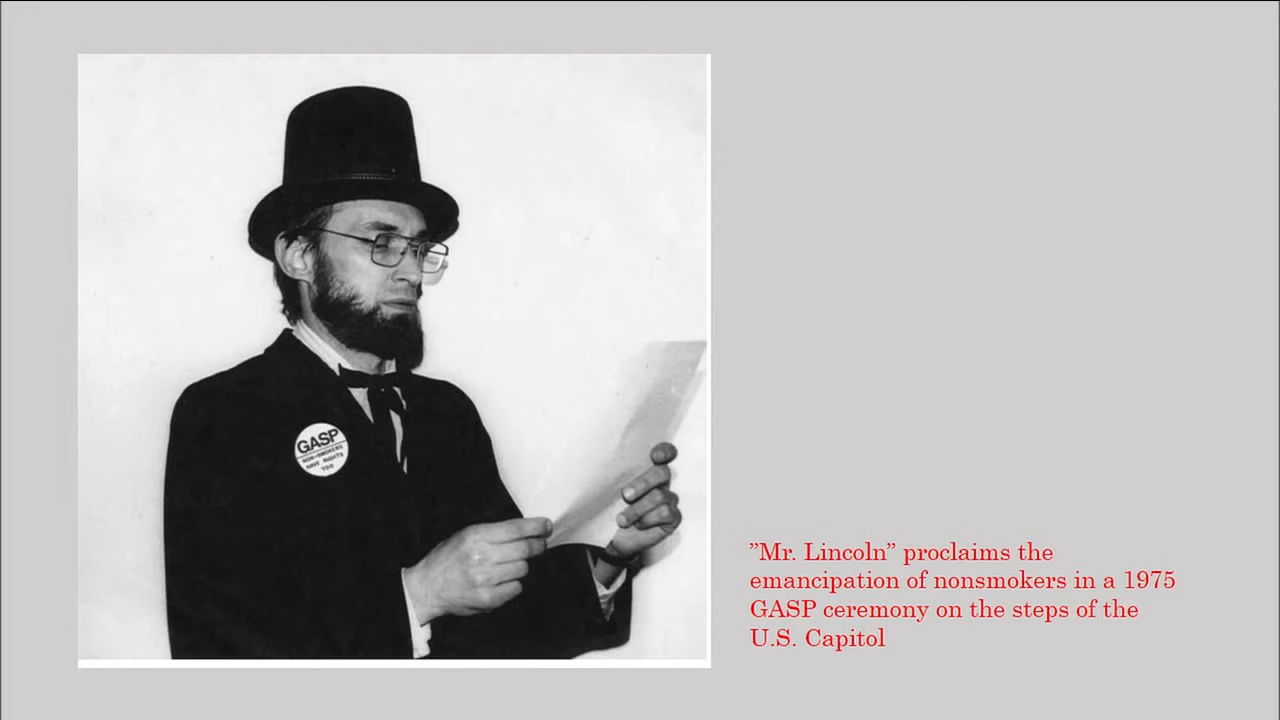 GASP
NON-SMOKERS
HAVE RIGHTS
TOO
”Mr. Lincoln” proclaims the
emancipation of nonsmokers in a 1975
GASP ceremony on the steps of the
U.S. Capitol